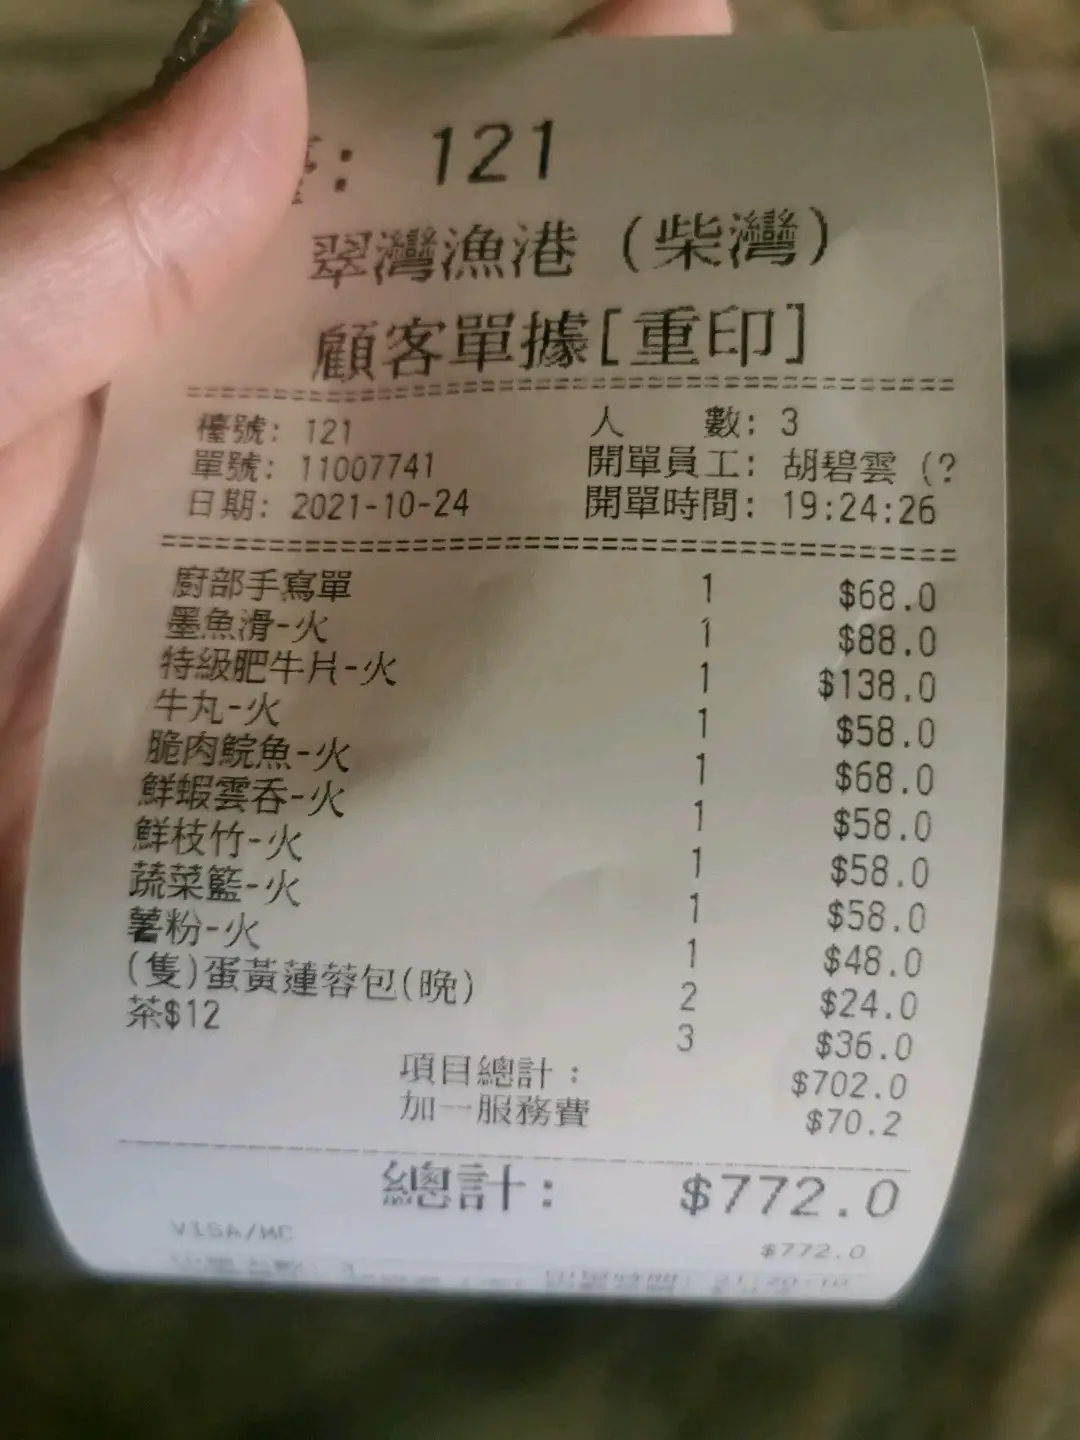 : 121
翠灣漁港 (柴灣)
顧客單據[重印]
檯號: 121 人 數: 3
單號: 11007741 開單員工: 胡碧雲 (?
日期: 2021-10-24 開單時間: 19:24:26
廚部手寫單 1 $68.0
墨魚滑-火 1 $88.0
特級肥牛片-火 1 $138.0
牛丸-火 1 $58.0
脆肉鯇魚-火 1 $68.0
鮮蝦雲吞-火 1 $58.0
鮮枝竹-火 1 $58.0
蔬菜籃-火 1 $58.0
薯粉-火 1 $48.0
(隻)蛋黃蓮蓉包(晚) 2 $24.0
茶$12 3 $36.0
項目總計: $702.0
加一服務費 $70.2
總計: $772.0
VISA/MC $772.0